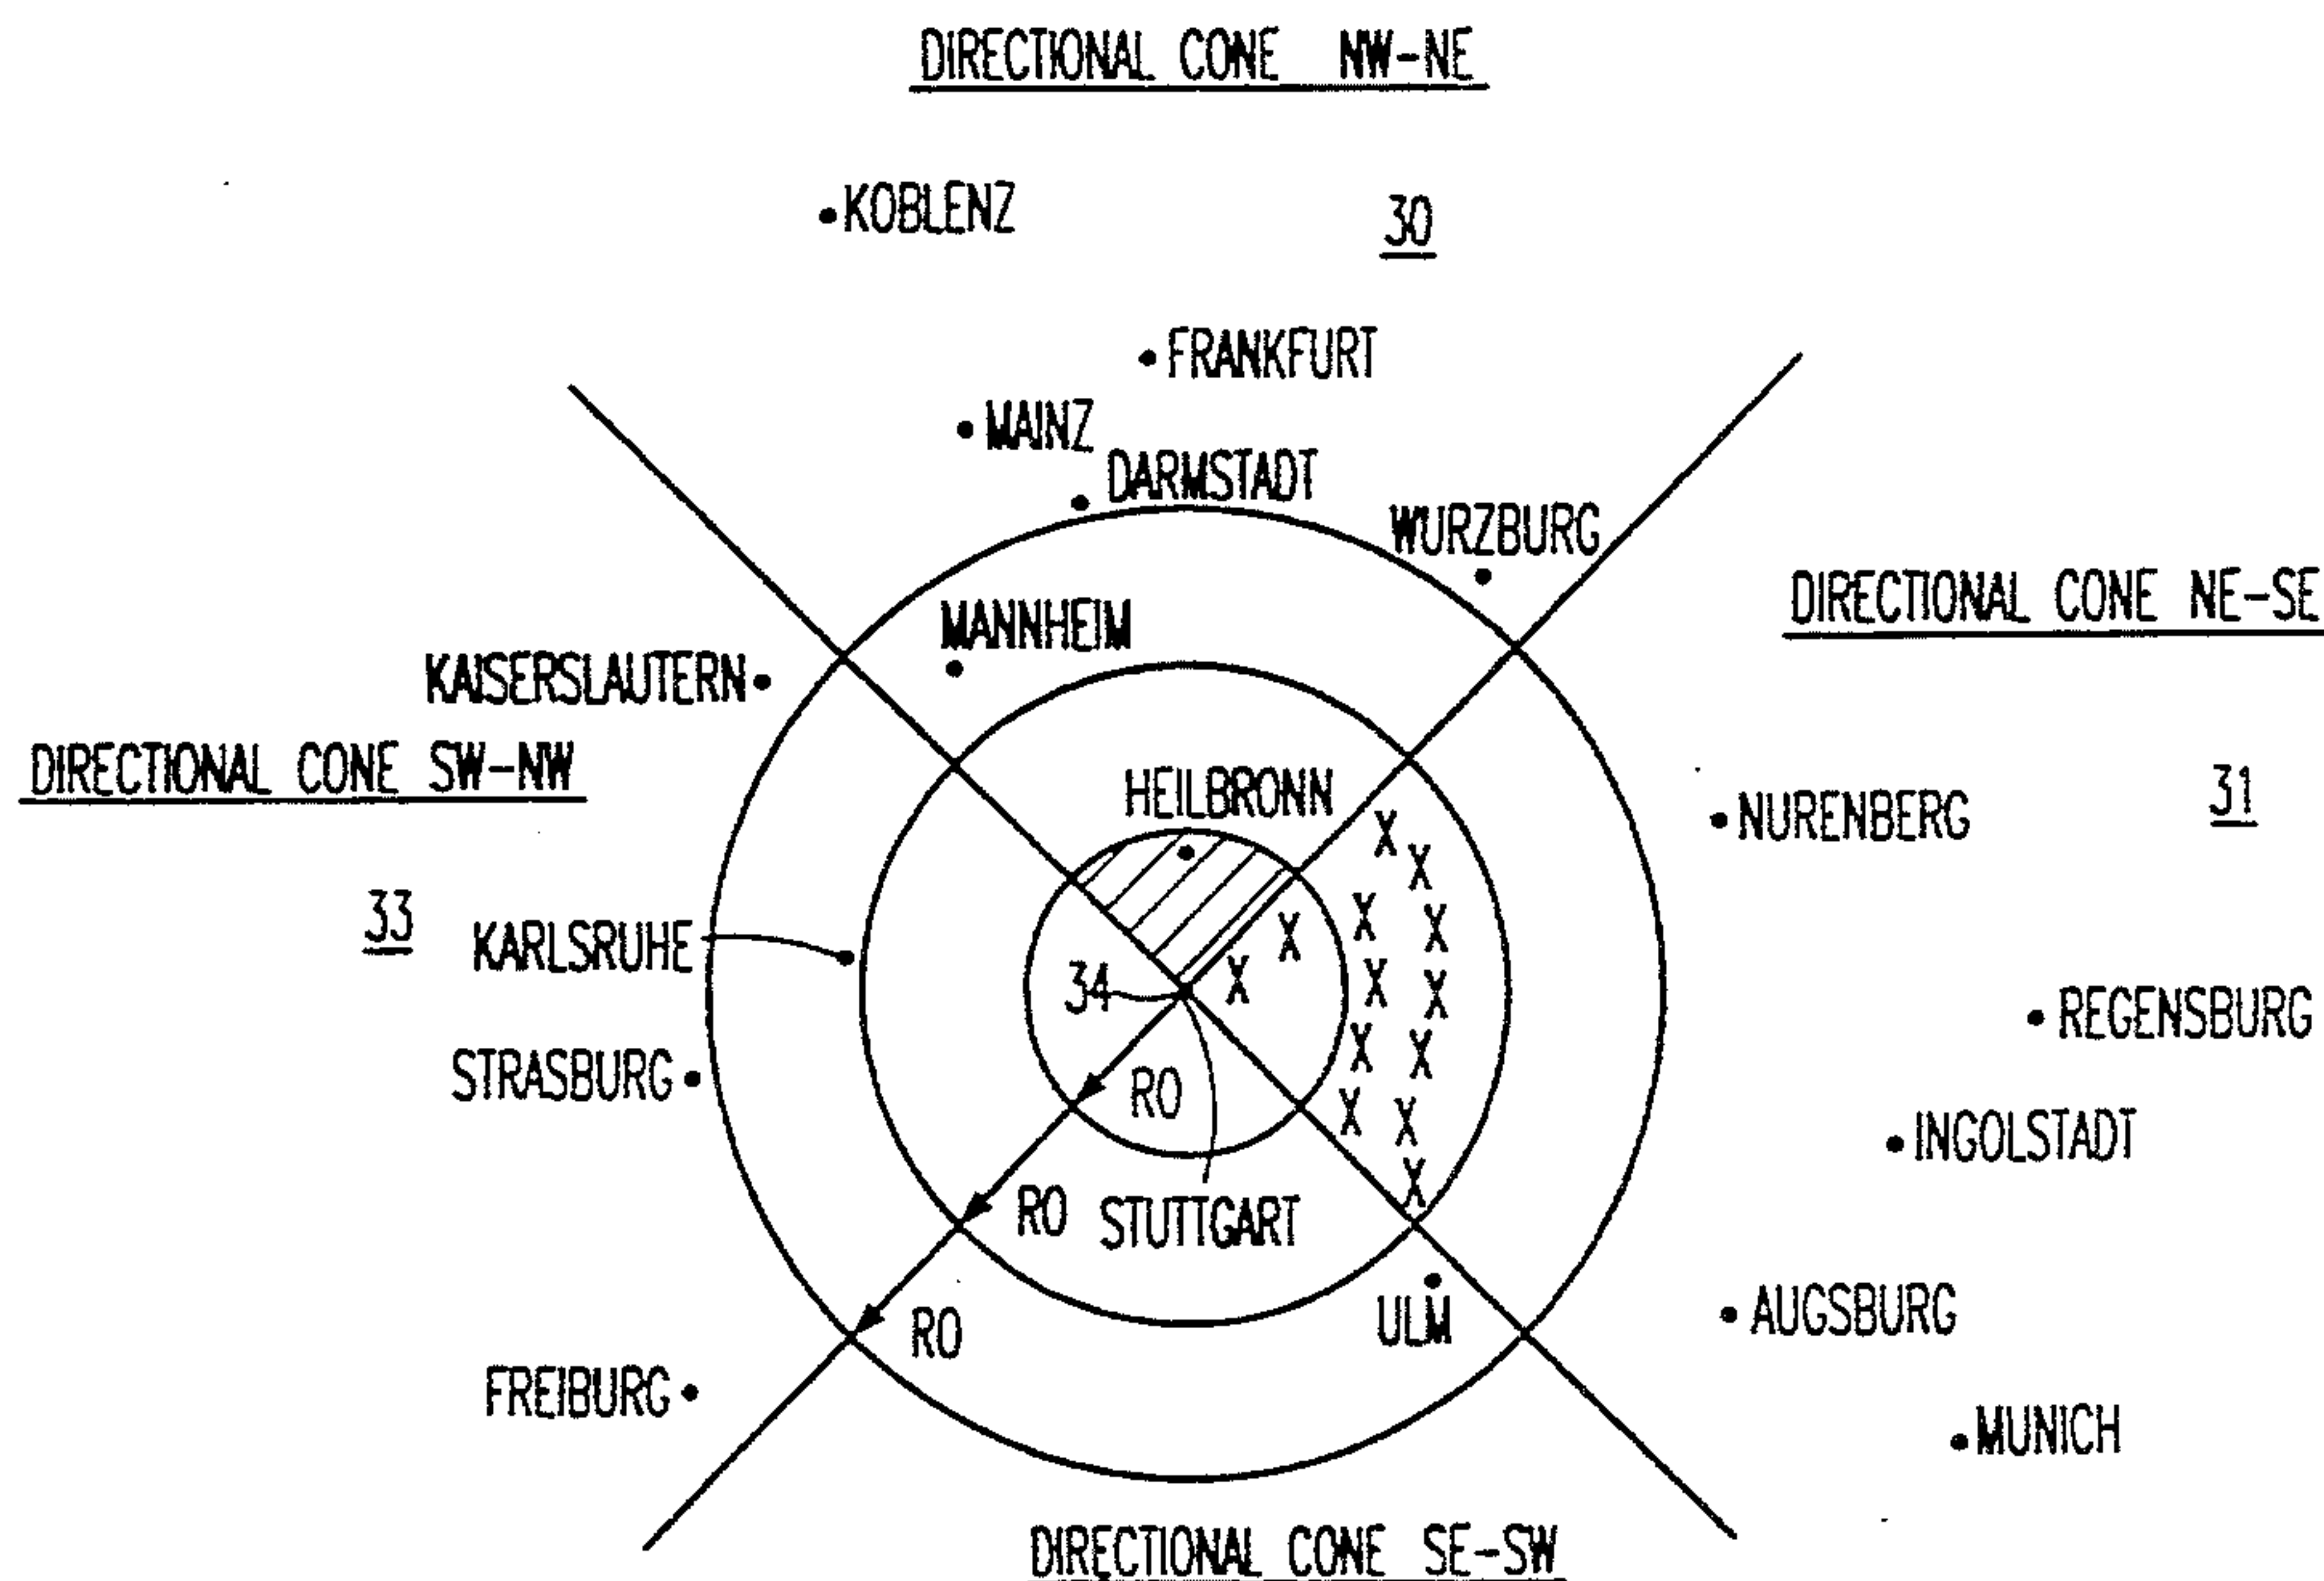 DIRECTIONAL CONE NW-NE
KOBLENZ
30
FRANKFURT
MAINZ
DARMSTADT
WURZBURG
DIRECTIONAL CONE NE-SE
MANNHEIM
KAISERSLAUTERN
DIRECTIONAL CONE SW-NW
HEILBRONN
NURENBERG
31
33
KARLSRUHE
X
X
X
X
X
X
34
X
X
X
REGENSBURG
STRASBURG
X
X
RO
X
X
INGOLSTADT
X
RO
STUTTGART
RO
ULM
AUGSBURG
FREIBURG
MUNICH
DIRECTIONAL CONE SE-SW